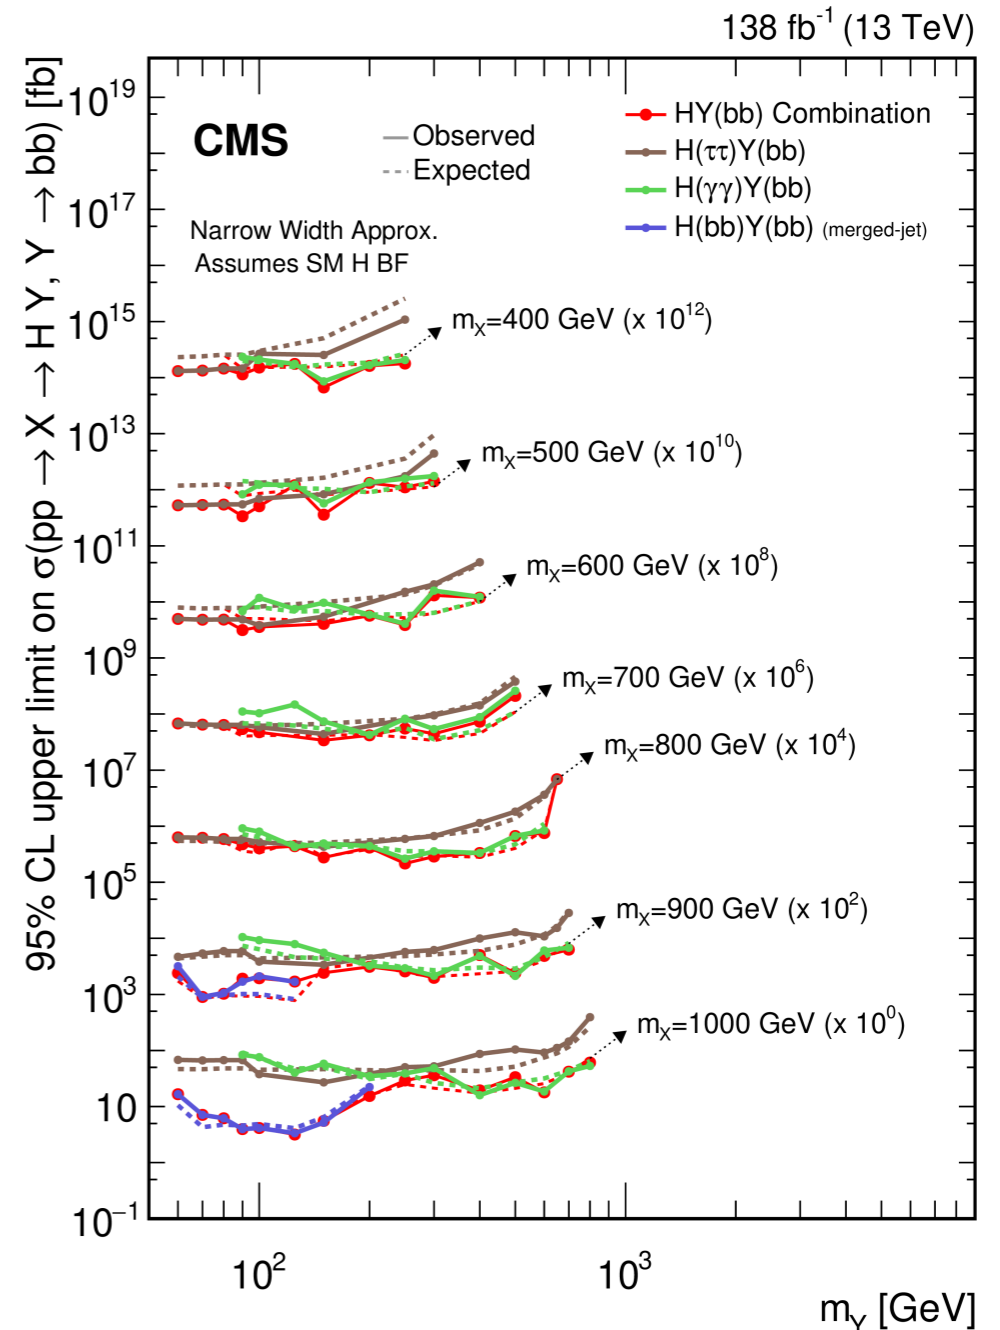 138 fb⁻¹ (13 TeV)
95% CL upper limit on σ(pp → X → H Y, Y → bb) [fb]
10¹⁹
10¹⁷
10¹⁵
10¹³
10¹¹
10⁹
10⁷
10⁵
10³
10
10⁻¹
CMS
Observed
Expected
HY(bb) Combination
H(ττ)Y(bb)
H(γγ)Y(bb)
H(bb)Y(bb) (merged-jet)
Narrow Width Approx.
Assumes SM H BF
m_X=400 GeV (x 10¹²)
m_X=500 GeV (x 10¹⁰)
m_X=600 GeV (x 10⁸)
m_X=700 GeV (x 10⁶)
m_X=800 GeV (x 10⁴)
m_X=900 GeV (x 10²)
m_X=1000 GeV (x 10⁰)
10²
10³
m_Y [GeV]